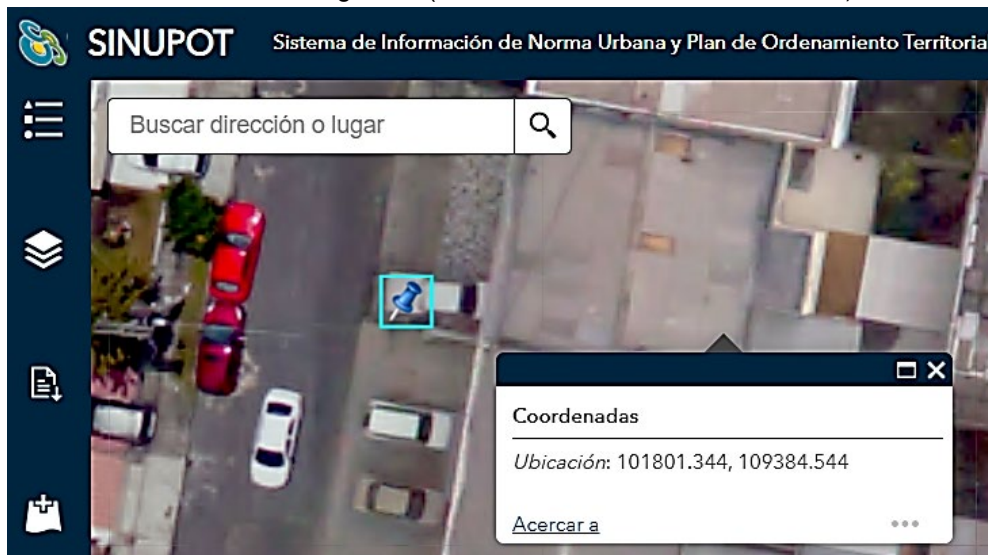 SINUPOT Sistema de Información de Norma Urbana y Plan de Ordenamiento Territoria
Buscar dirección o lugar
Coordenadas
Ubicación: 101801.344, 109384.544
Acercar a